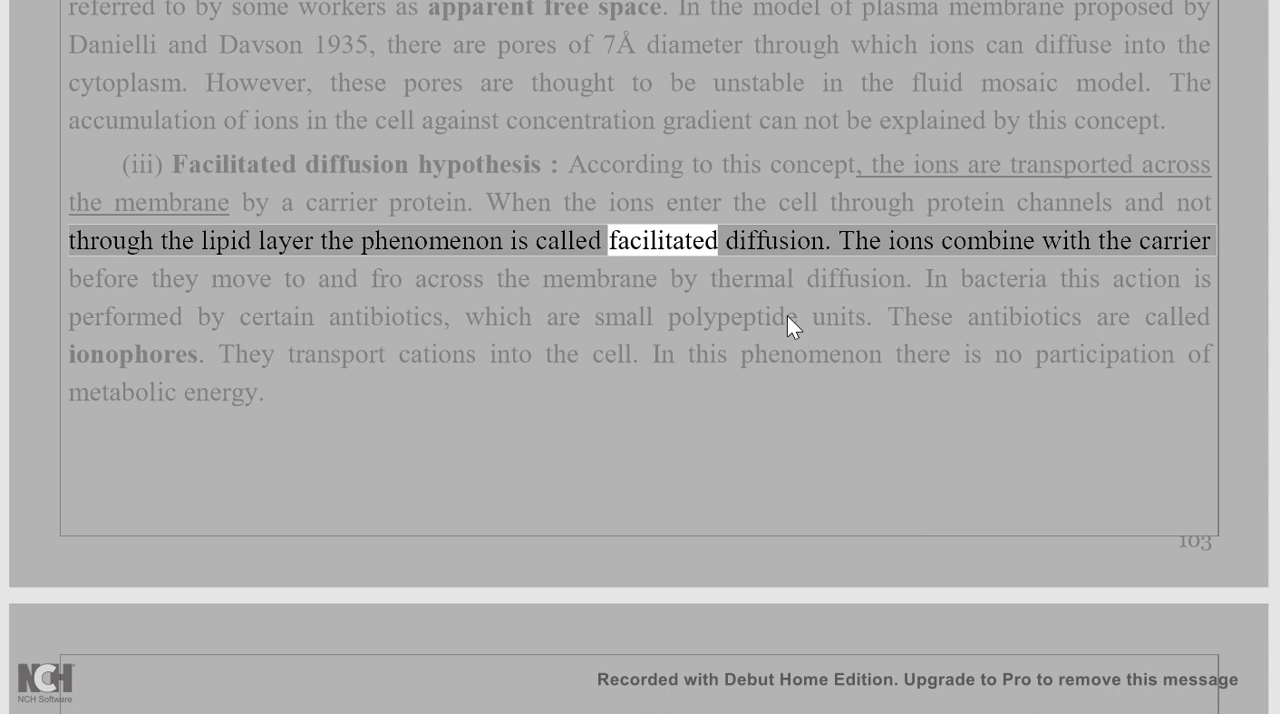 referred to by some workers as apparent free space. In the model of plasma membrane proposed by
Danielli and Davson 1935, there are pores of 7Å diameter through which ions can diffuse into the
cytoplasm. However, these pores are thought to be unstable in the fluid mosaic model. The
accumulation of ions in the cell against concentration gradient can not be explained by this concept.
(iii) Facilitated diffusion hypothesis : According to this concept, the ions are transported across
the membrane by a carrier protein. When the ions enter the cell through protein channels and not
through the lipid layer the phenomenon is called facilitated diffusion. The ions combine with the carrier
before they move to and fro across the membrane by thermal diffusion. In bacteria this action is
performed by certain antibiotics, which are small polypeptide units. These antibiotics are called
ionophores. They transport cations into the cell. In this phenomenon there is no participation of
metabolic energy.
103
NCH
NCH Software
Recorded with Debut Home Edition. Upgrade to Pro to remove this message